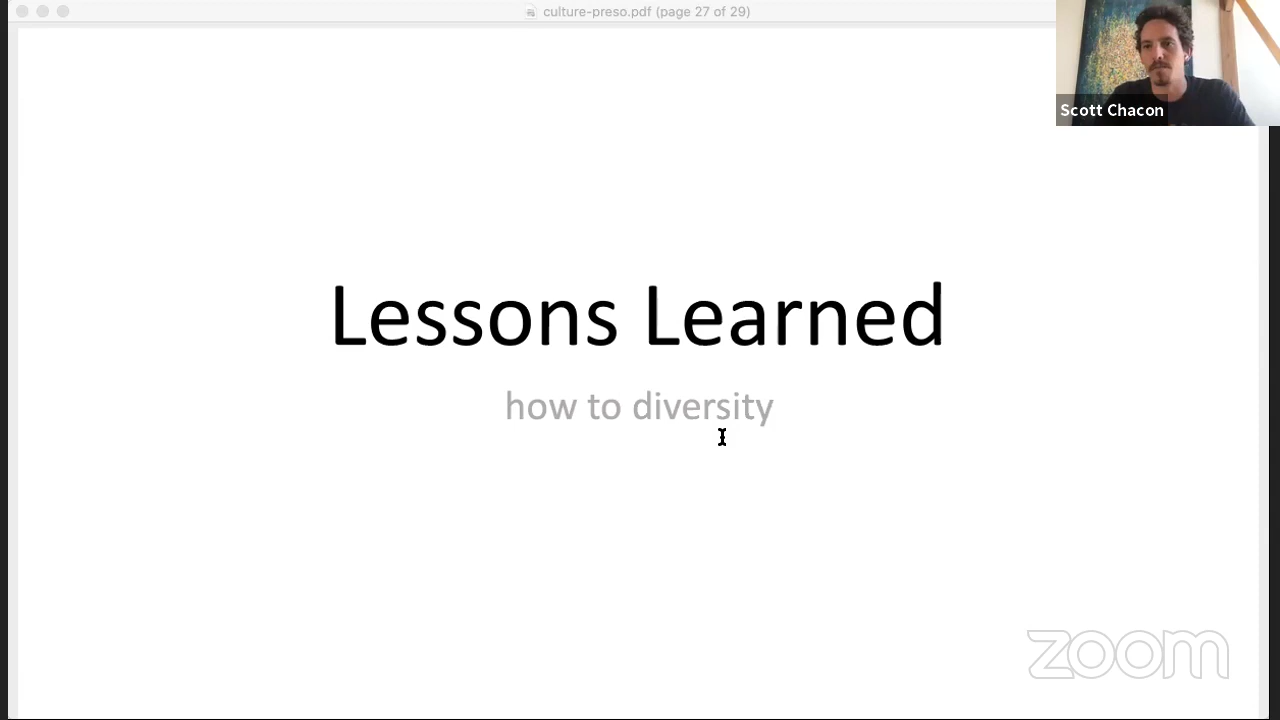 culture-preso.pdf (page 27 of 29)
Scott Chacon
Lessons Learned
how to diversity
zoom